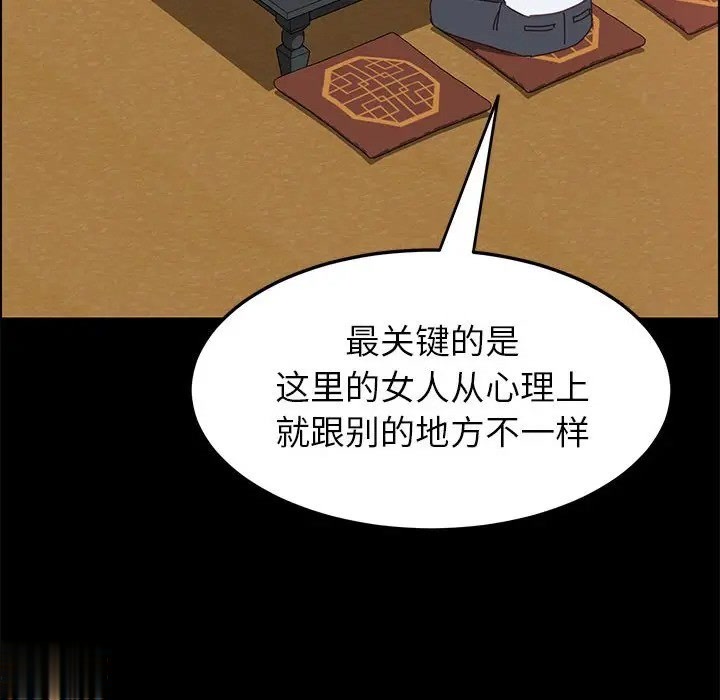 最关键的是
这里的女人从心理上
就跟别的地方不一样